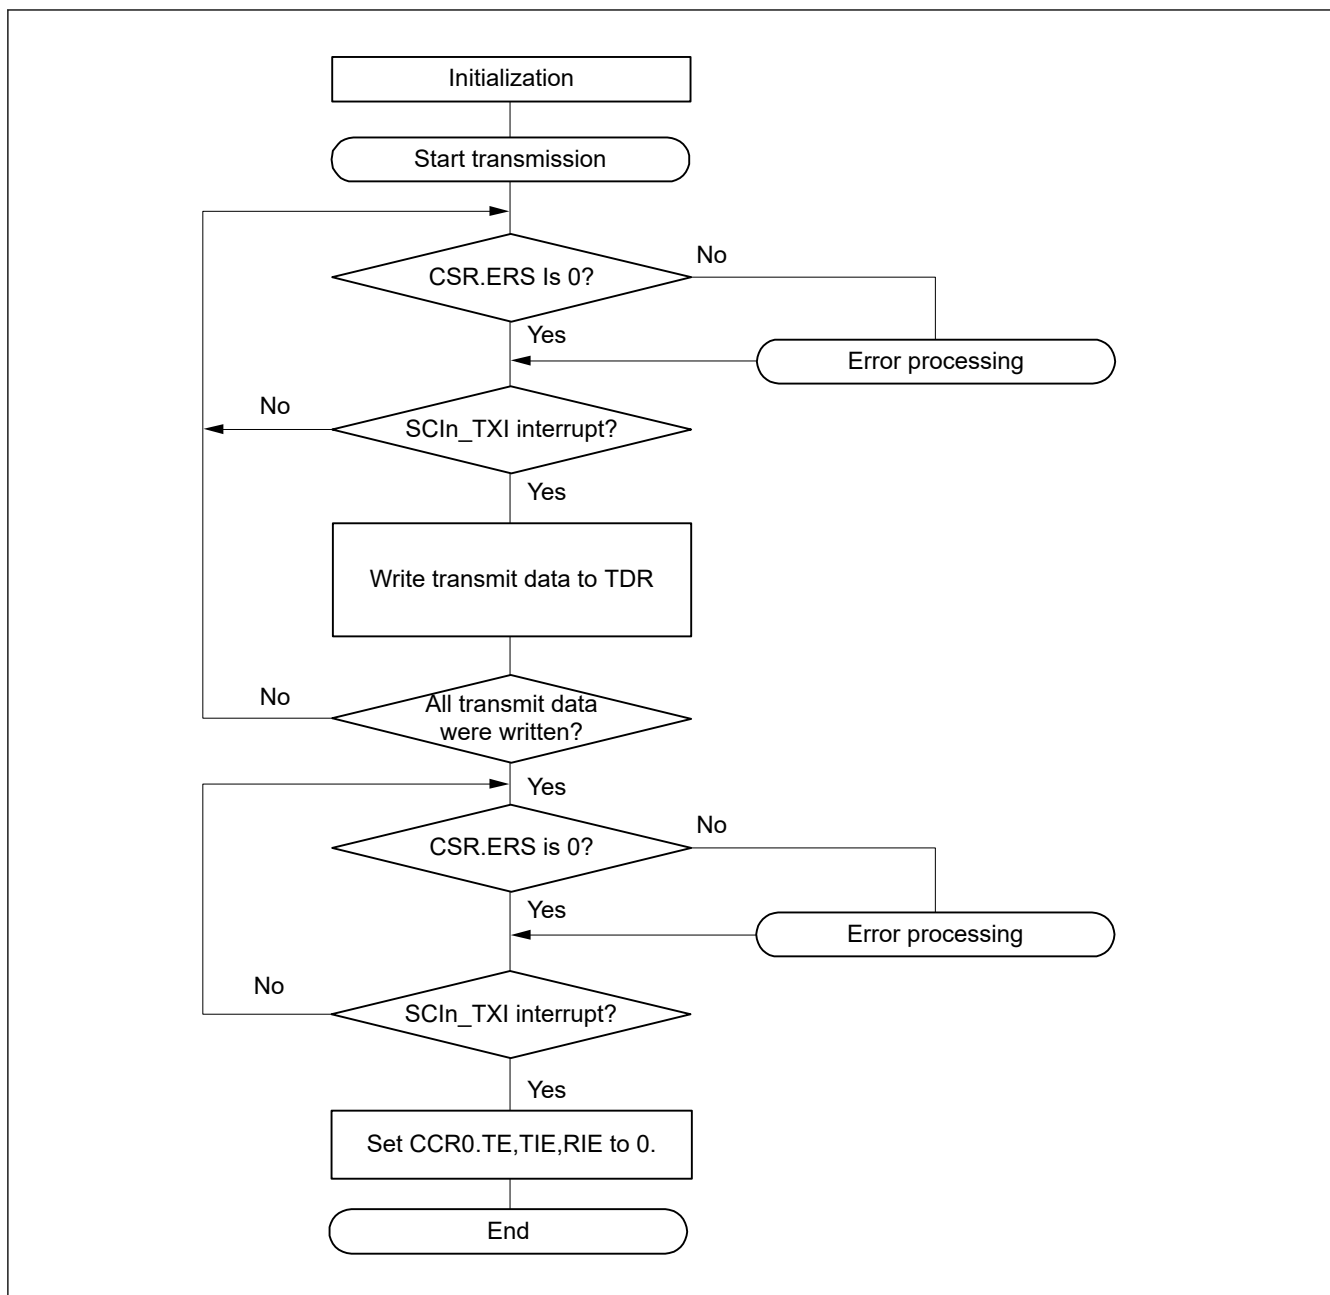 Initialization
Start transmission
CSR.ERS Is 0?
No
Yes
Error processing
No
SCIn_TXI interrupt?
Yes
Write transmit data to TDR
No
All transmit data
were written?
Yes
CSR.ERS is 0?
No
Yes
Error processing
No
SCIn_TXI interrupt?
Yes
Set CCR0.TE,TIE,RIE to 0.
End